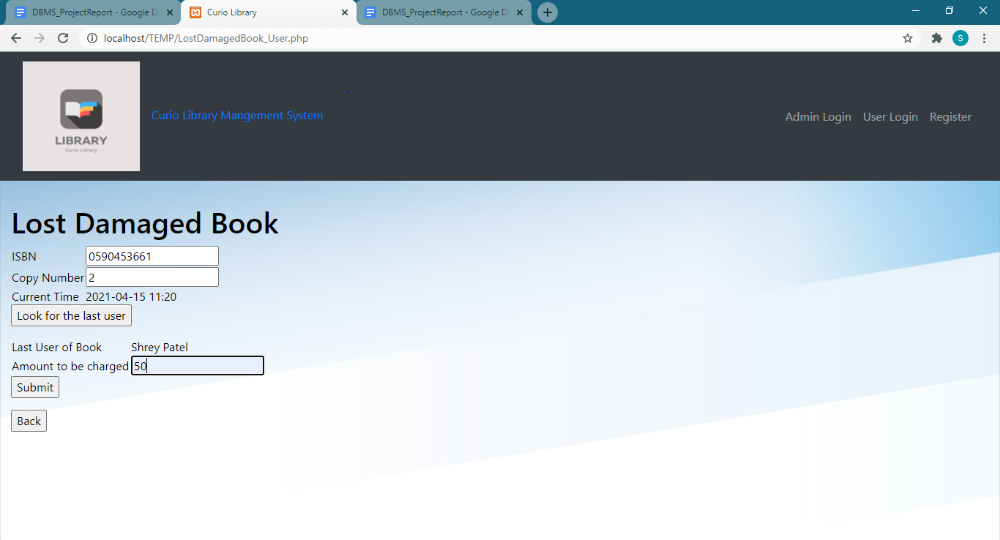 DBMS_ProjectReport - Google D
Curio Library
DBMS_ProjectReport - Google D
localhost/TEMP/LostDamagedBook_User.php
S
LIBRARY
Curio Library
Curio Library Mangement System
Admin Login
User Login
Register
Lost Damaged Book
ISBN 0590453661
Copy Number 2
Current Time 2021-04-15 11:20
Look for the last user
Last User of Book Shrey Patel
Amount to be charged 50
Submit
Back